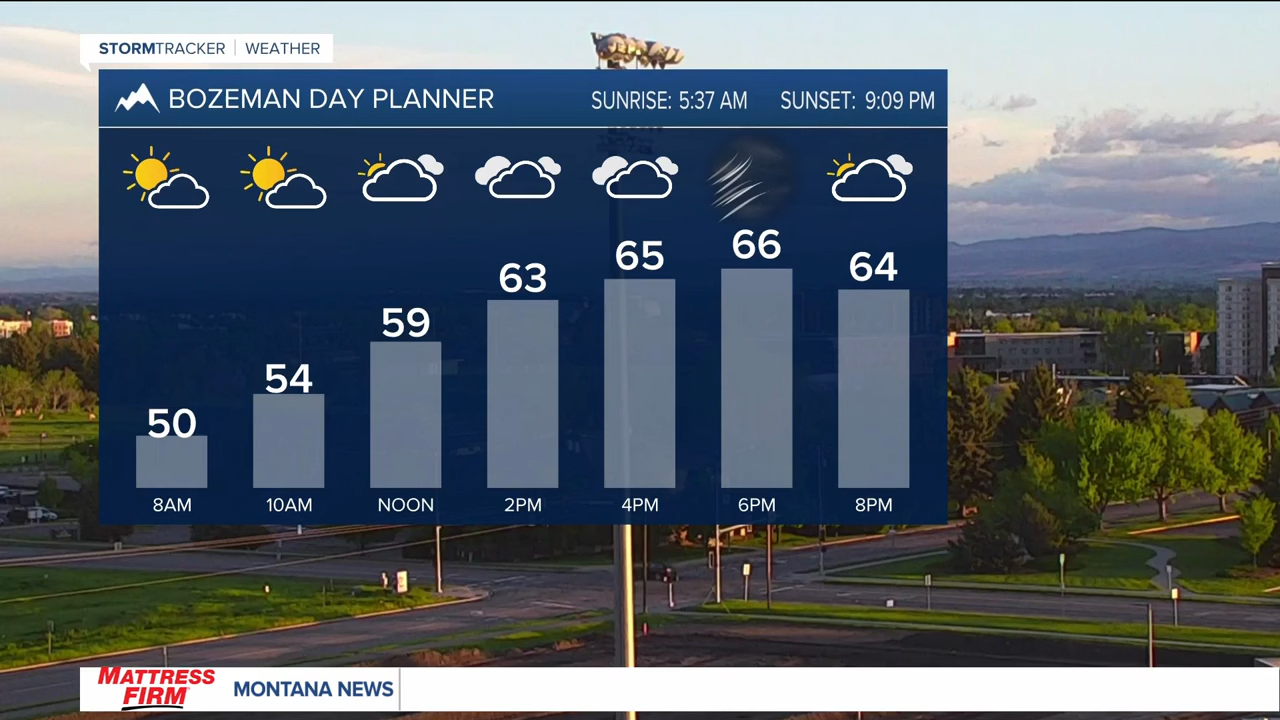 STORMTRACKER | WEATHER
BOZEMAN DAY PLANNER
SUNRISE: 5:37 AM SUNSET: 9:09 PM
50 54 59 63 65 66 64
8AM 10AM NOON 2PM 4PM 6PM 8PM
MATTRESS
FIRM
MONTANA NEWS